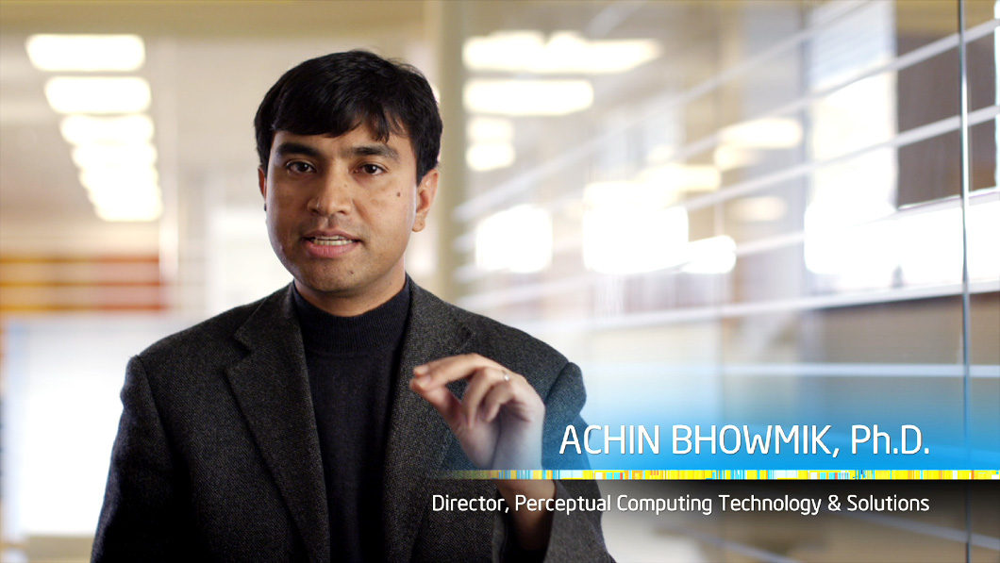 ACHIN BHOWMIK, Ph.D.
Director, Perceptual Computing Technology & Solutions